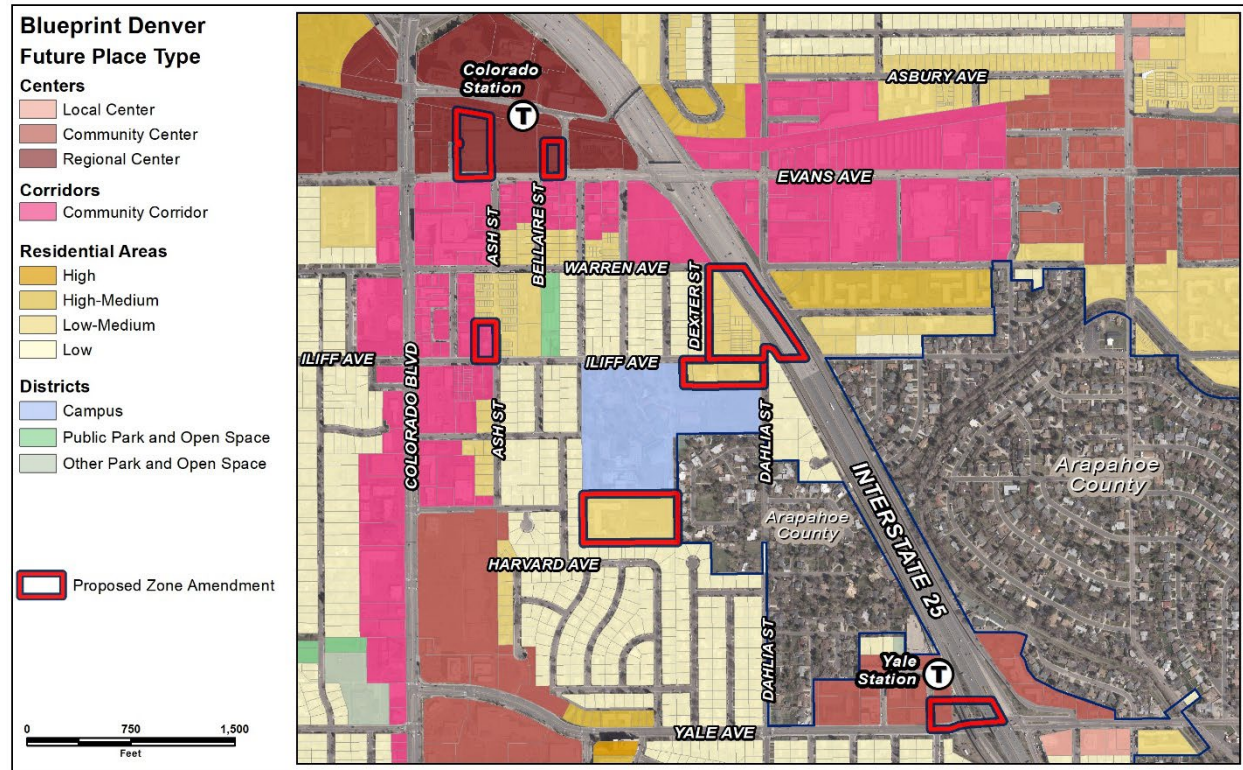 Blueprint Denver
Future Place Type
Centers
Local Center
Community Center
Regional Center
Corridors
Community Corridor
Residential Areas
High
High-Medium
Low-Medium
Low
Districts
Campus
Public Park and Open Space
Other Park and Open Space
Proposed Zone Amendment
0 750 1,500
Feet
Colorado
Station
T
ASBURY AVE
EVANS AVE
ASH ST
BELLAIRE ST
WARREN AVE
DEXTER ST
ILIFF AVE
COLORADO BLVD
ILIFF AVE
ASH ST
DAHLIA ST
INTERSTATE 25
Arapahoe
County
Arapahoe
County
HARVARD AVE
DAHLIA ST
Yale
Station
T
YALE AVE